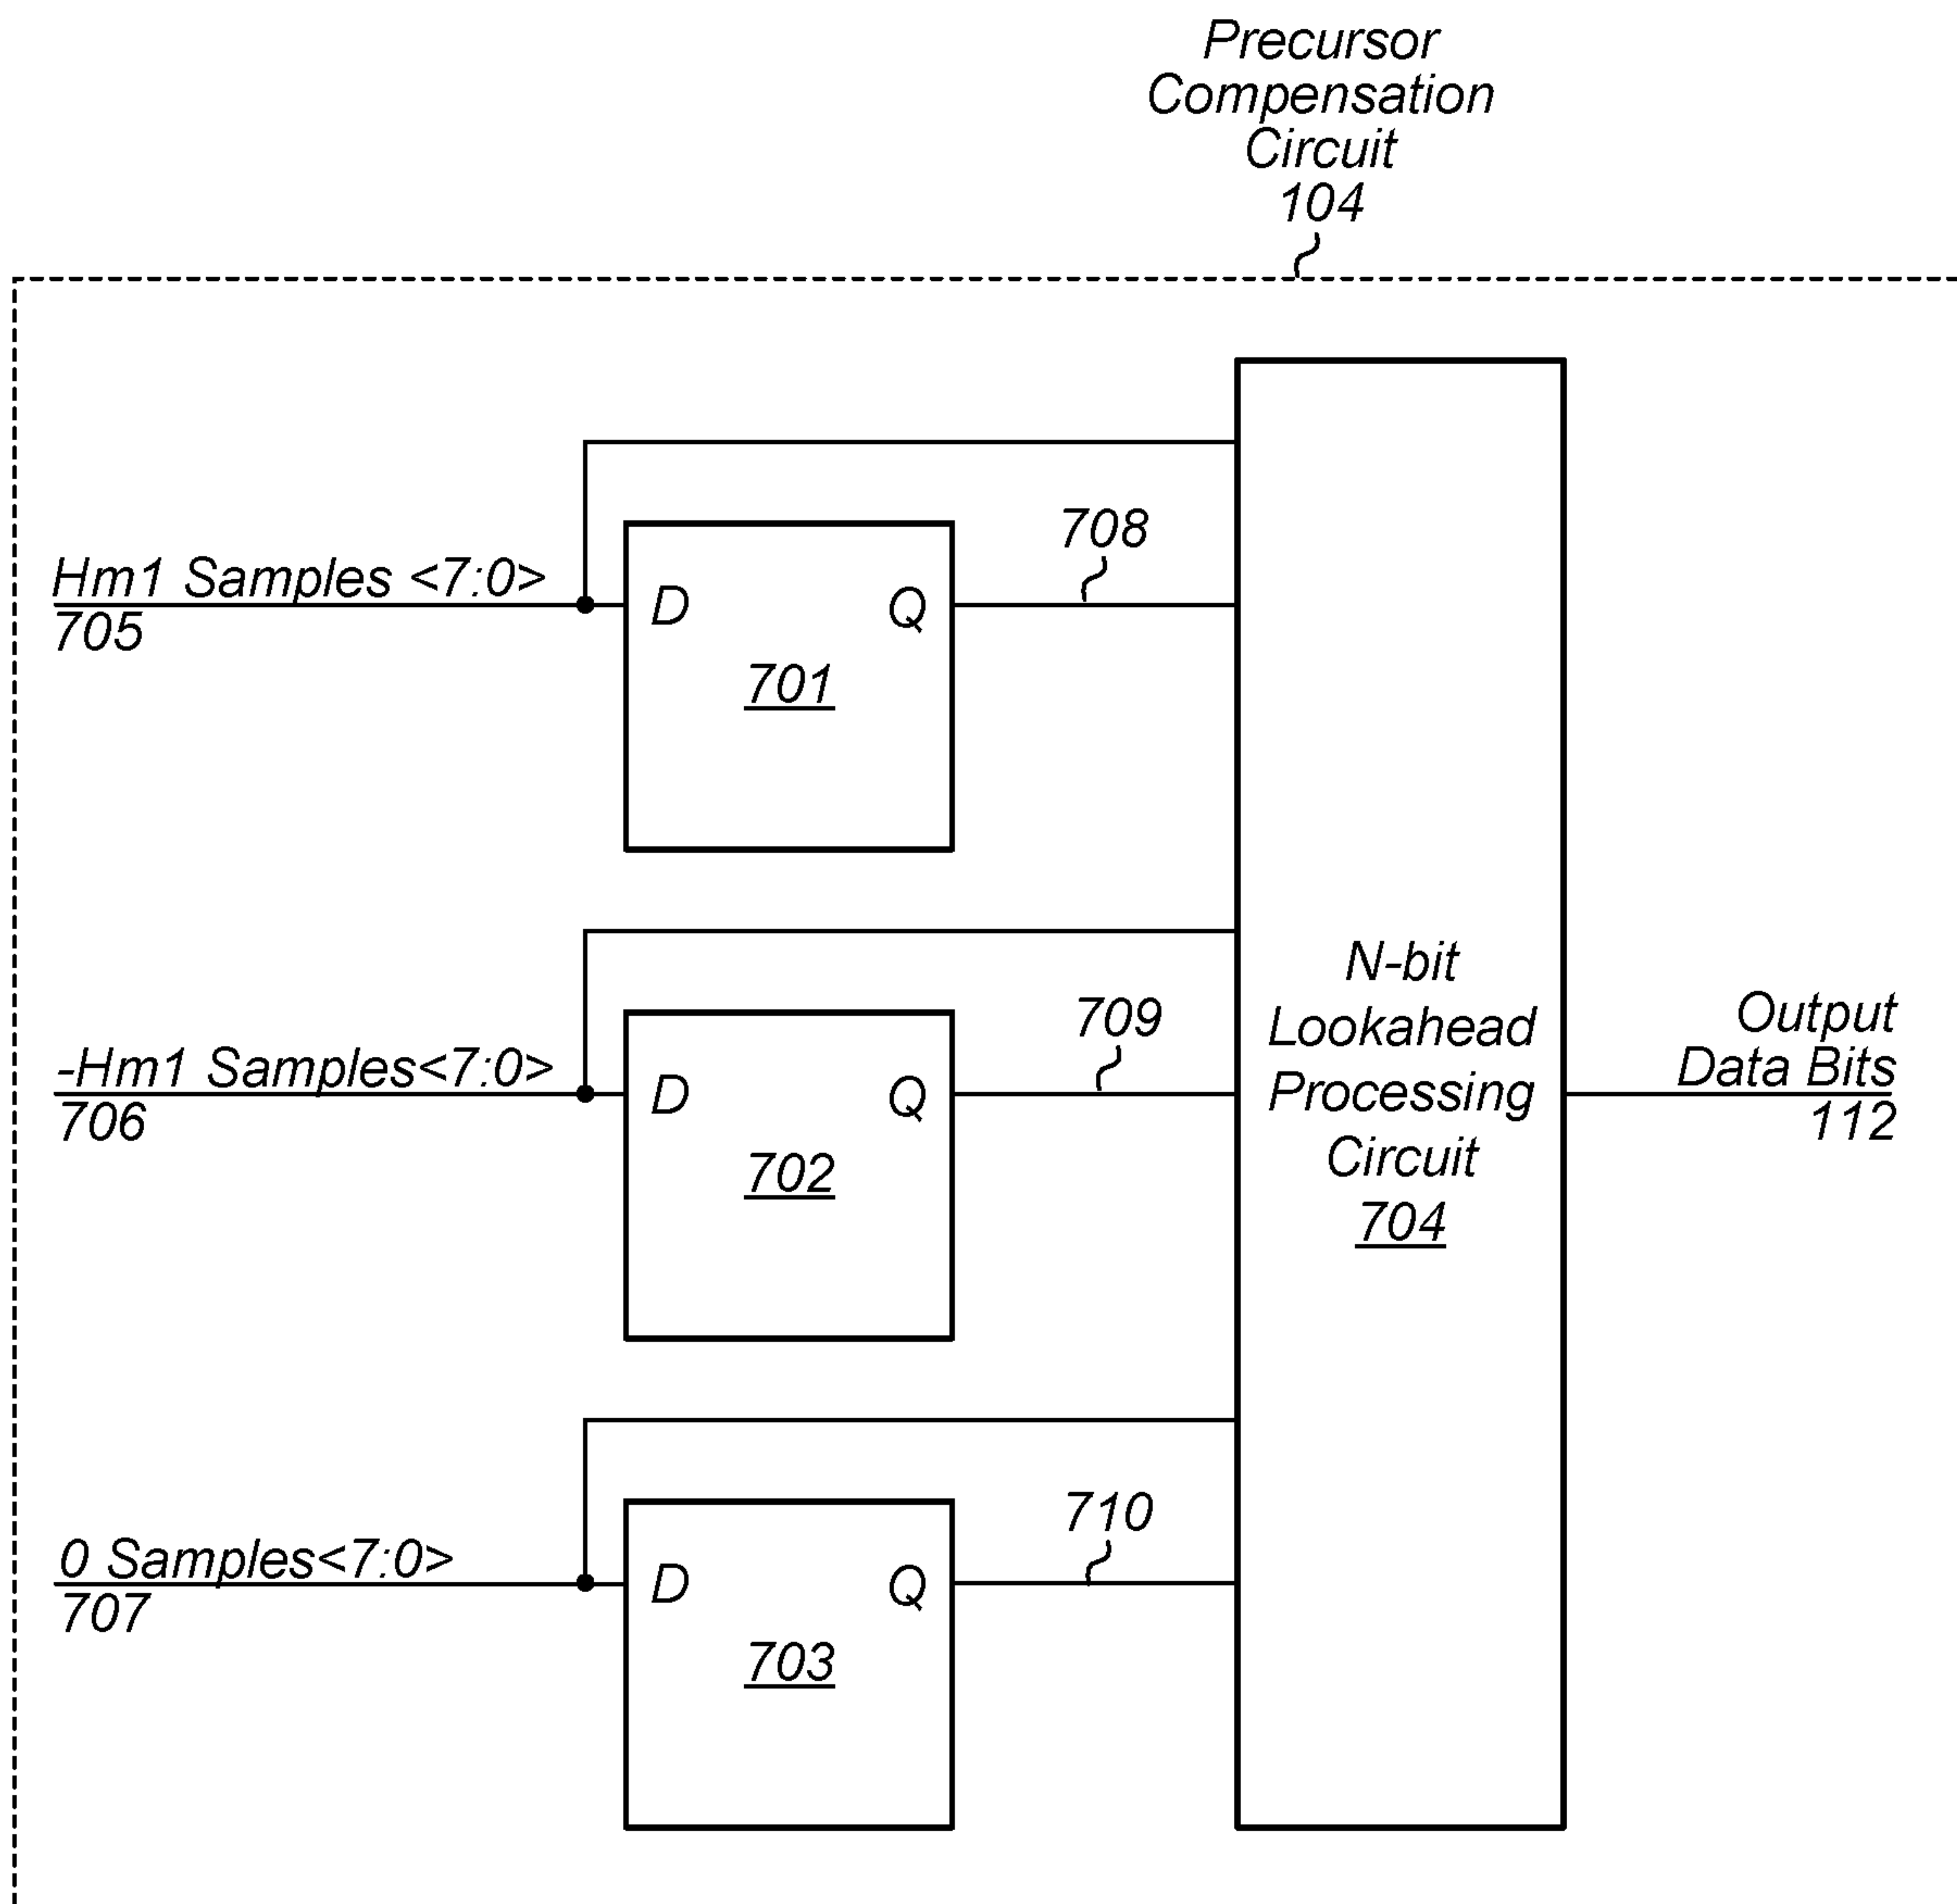 Precursor
Compensation
Circuit
104
Hm1 Samples <7:0>
705
D
Q
701
708
-Hm1 Samples<7:0>
706
D
Q
702
709
0 Samples<7:0>
707
D
Q
703
710
N-bit
Lookahead
Processing
Circuit
704
Output
Data Bits
112